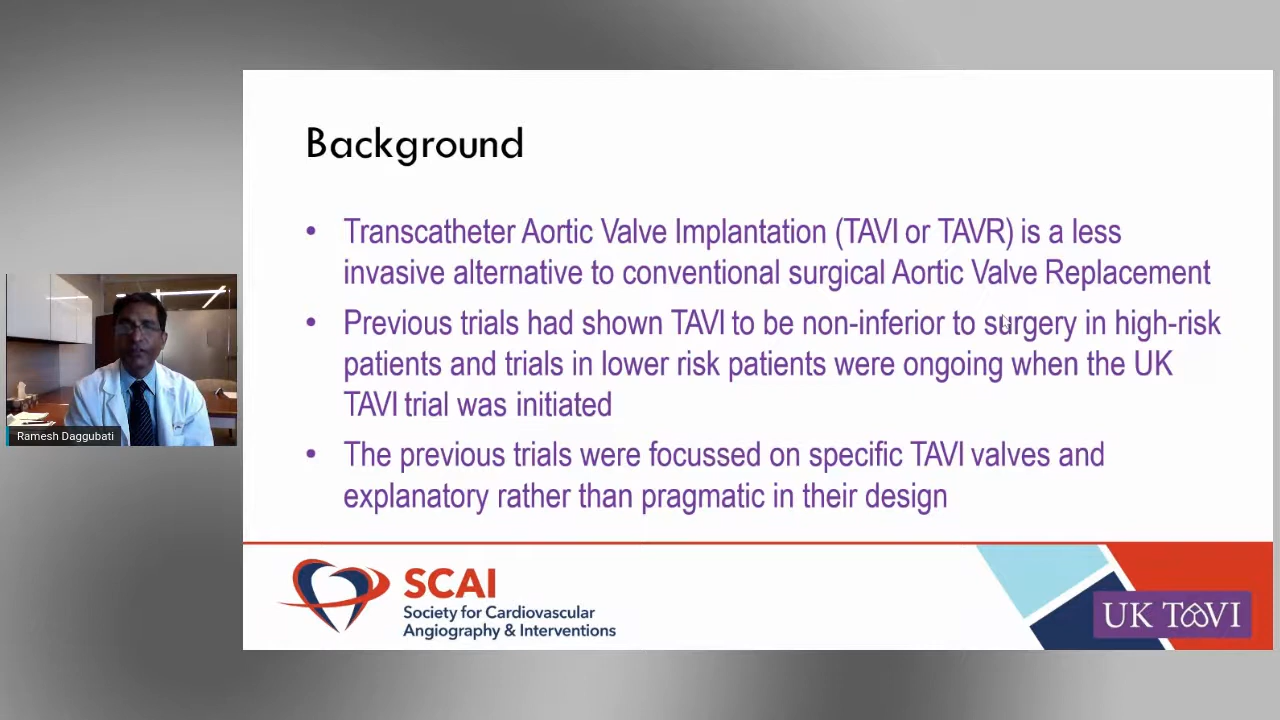 Background
• Transcatheter Aortic Valve Implantation (TAVI or TAVR) is a less
invasive alternative to conventional surgical Aortic Valve Replacement
• Previous trials had shown TAVI to be non-inferior to surgery in high-risk
patients and trials in lower risk patients were ongoing when the UK
TAVI trial was initiated
• The previous trials were focussed on specific TAVI valves and
explanatory rather than pragmatic in their design
Ramesh Daggubati
SCAI
Society for Cardiovascular
Angiography & Interventions
UK TAVI